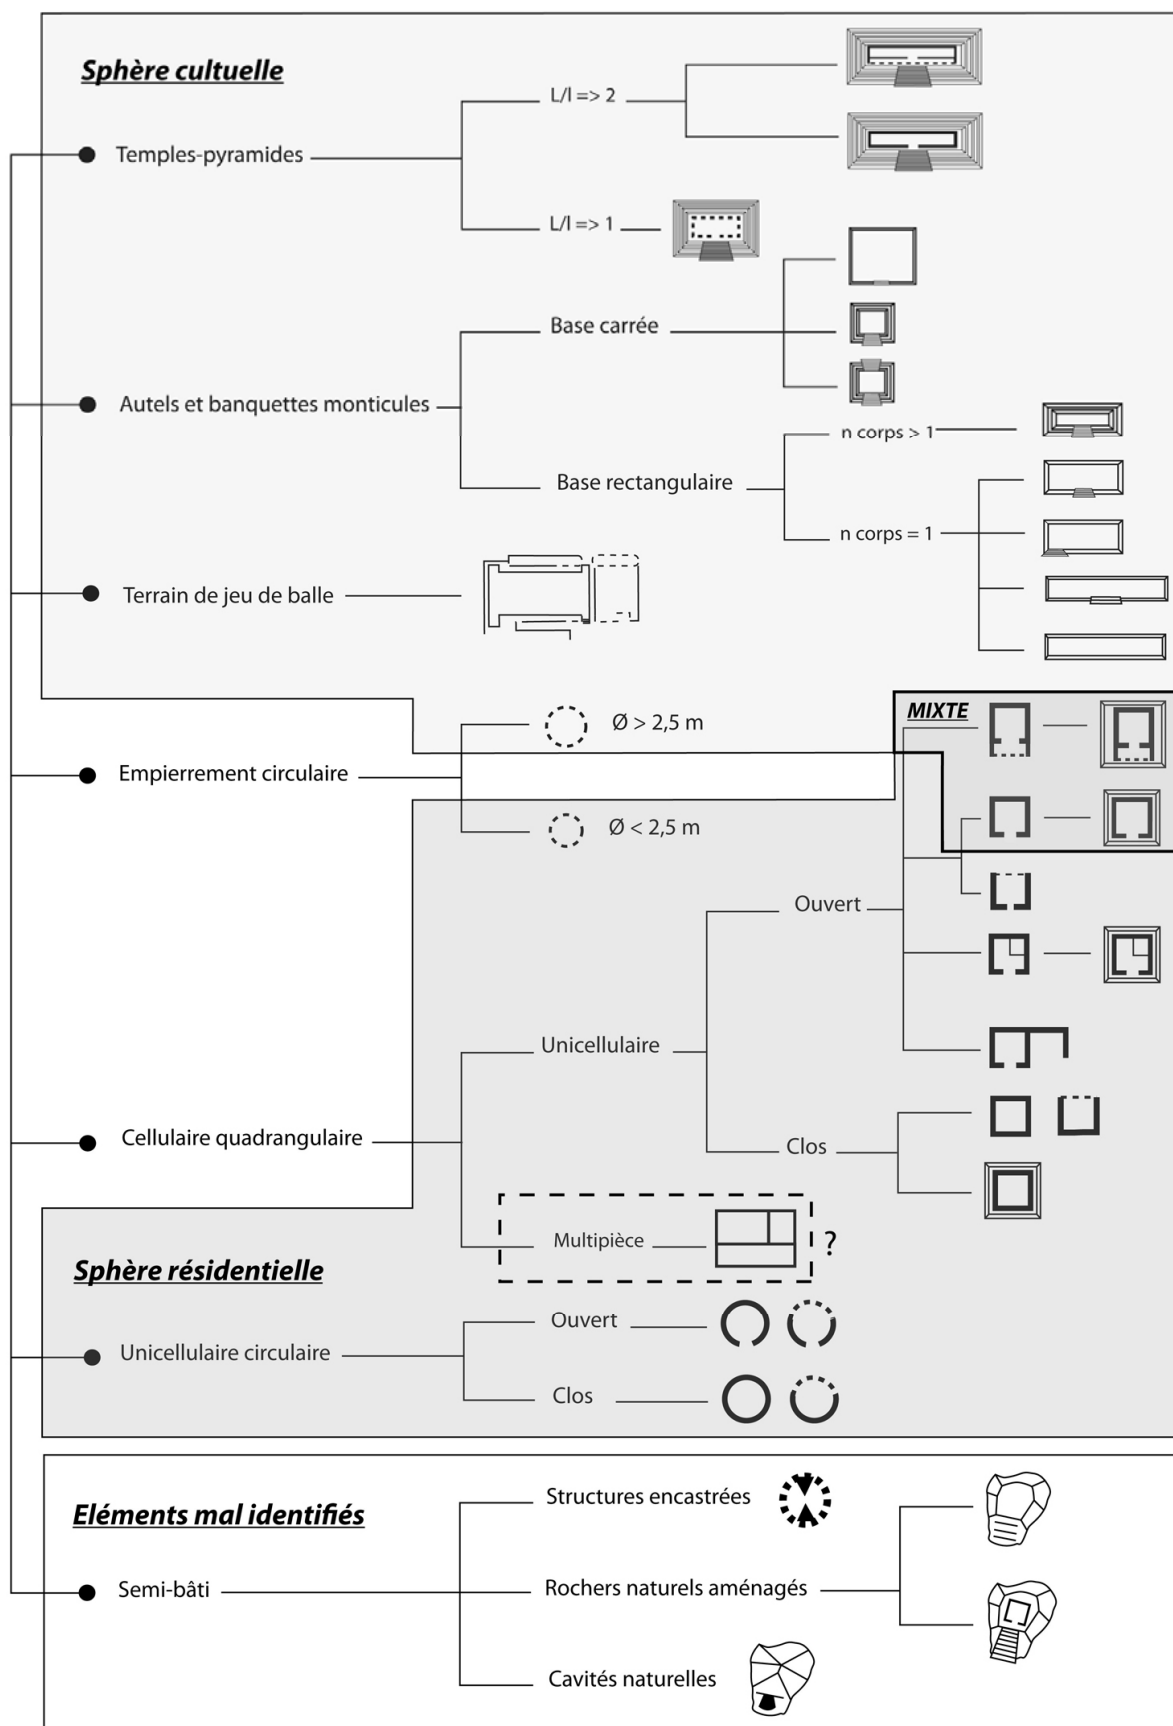 Sphère cultuelle
L/l => 2
Temples-pyramides
L/l => 1
Base carrée
Autels et banquettes monticules
n corps > 1
Base rectangulaire
n corps = 1
Terrain de jeu de balle
MIXTE
Ø > 2,5 m
Empierrement circulaire
Ø < 2,5 m
Ouvert
Unicellulaire
Cellulaire quadrangulaire
Clos
Multipièce
?
Sphère résidentielle
Ouvert
Unicellulaire circulaire
Clos
Eléments mal identifiés
Structures encastrées
Semi-bâti
Rochers naturels aménagés
Cavités naturelles